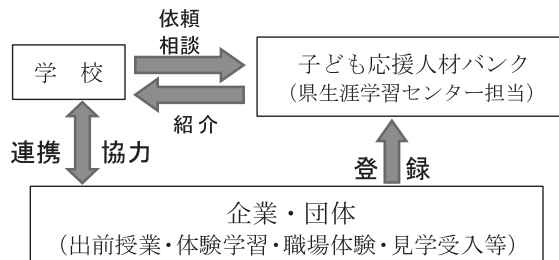 依頼
相談
学 校
子ども応援人材バンク
（県生涯学習センター担当）
紹介
連携 協力
登 録
企業・団体
（出前授業・体験学習・職場体験・見学受入等）